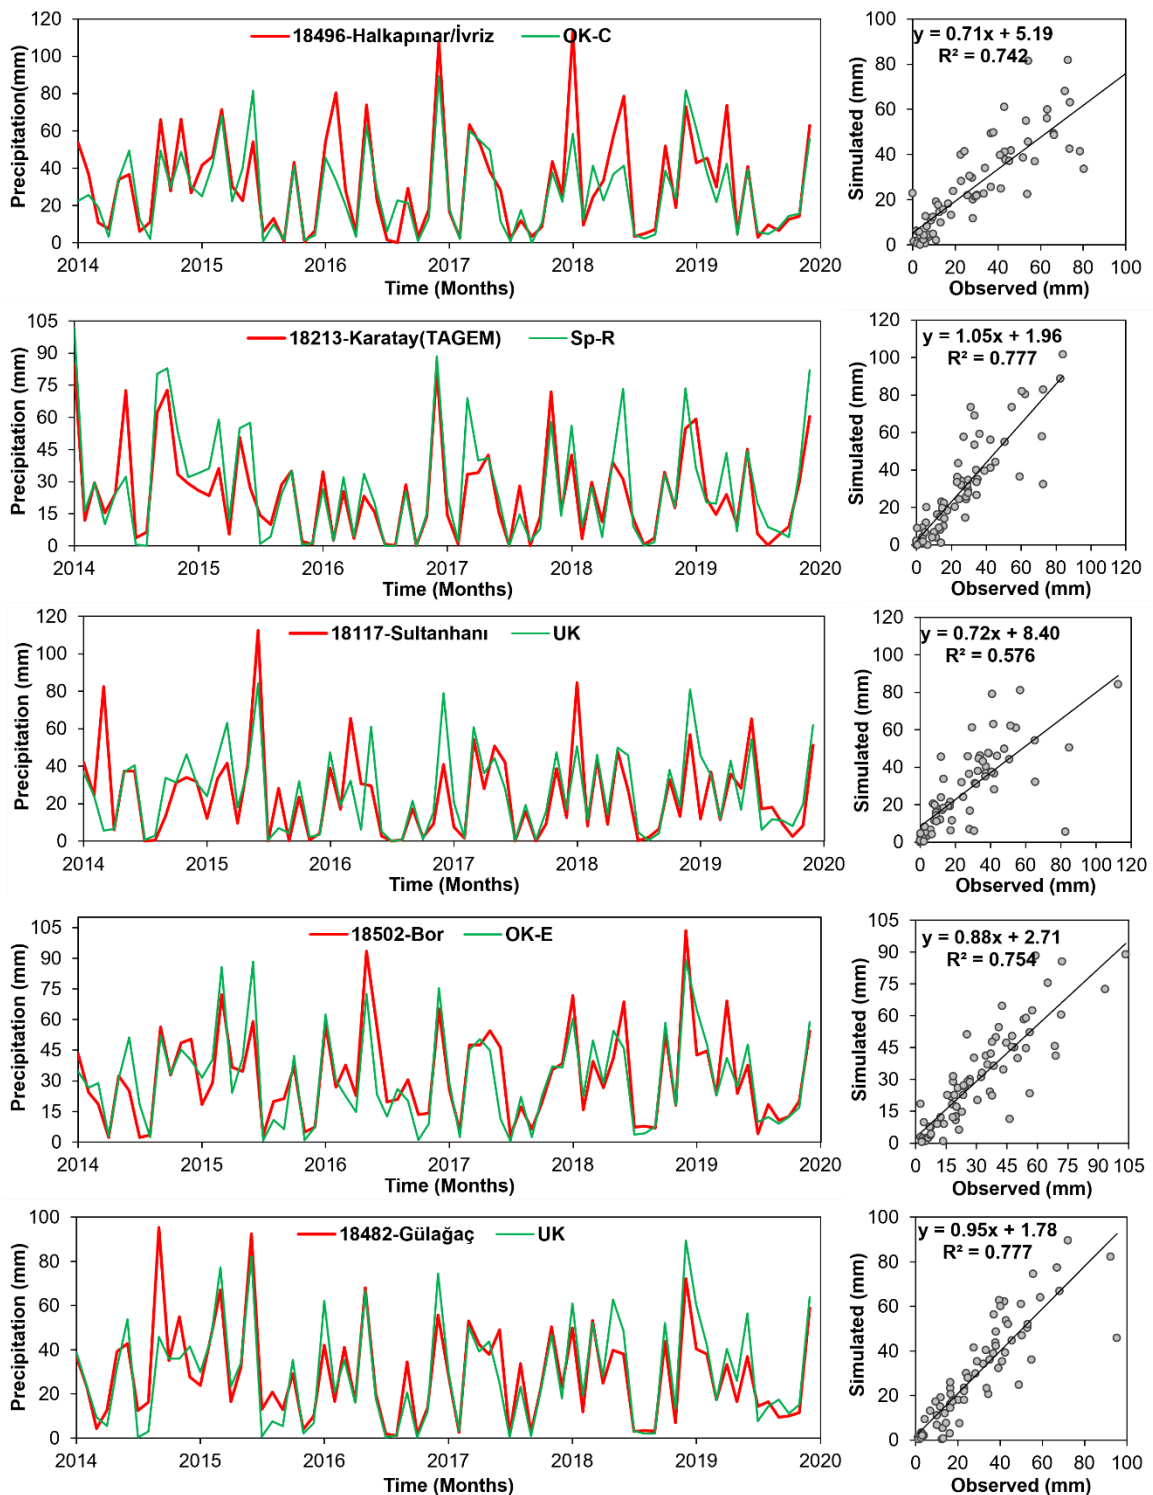 18496-Halkapınar/İvriz OK-C
Precipitation(mm)
120
100
80
60
40
20
0
2014 2015 2016 2017 2018 2019 2020
Time (Months)
y = 0.71x + 5.19
R² = 0.742
Simulated (mm)
100
80
60
40
20
0
0 20 40 60 80 100
Observed (mm)
18213-Karatay(TAGEM) Sp-R
Precipitation (mm)
105
90
75
60
45
30
15
0
2014 2015 2016 2017 2018 2019 2020
Time (Months)
y = 1.05x + 1.96
R² = 0.777
Simulated (mm)
120
100
80
60
40
20
0
0 20 40 60 80 100 120
Observed (mm)
18117-Sultanhanı UK
Precipitation (mm)
120
100
80
60
40
20
0
2014 2015 2016 2017 2018 2019 2020
Time (Months)
y = 0.72x + 8.40
R² = 0.576
Simulated (mm)
120
100
80
60
40
20
0
0 20 40 60 80 100 120
Observed (mm)
18502-Bor OK-E
Precipitation (mm)
105
90
75
60
45
30
15
0
2014 2015 2016 2017 2018 2019 2020
Time (Months)
y = 0.88x + 2.71
R² = 0.754
Simulated (mm)
105
90
75
60
45
30
15
0
0 15 30 45 60 75 90 105
Observed (mm)
18482-Gülağaç UK
Precipitation (mm)
100
80
60
40
20
0
2014 2015 2016 2017 2018 2019 2020
Time (Months)
y = 0.95x + 1.78
R² = 0.777
Simulated (mm)
100
80
60
40
20
0
0 20 40 60 80 100
Observed (mm)